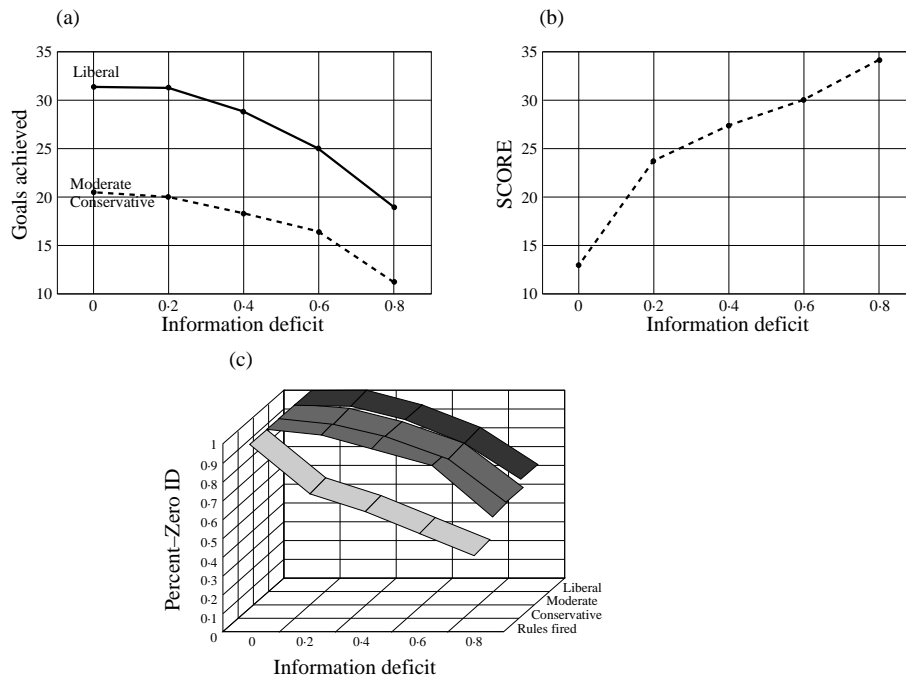 (a)
35
30
25
20
15
10
Goals achieved
Liberal
Moderate
Conservative
0 0·2 0·4 0·6 0·8
Information deficit
(b)
35
30
25
20
15
10
SCORE
0 0·2 0·4 0·6 0·8
Information deficit
(c)
1
0·9
0·8
0·7
0·6
0·5
0·4
0·3
0·2
0·1
0
Percent–Zero ID
Liberal
Moderate
Conservative
Rules fired
0 0·2 0·4 0·6 0·8
Information deficit